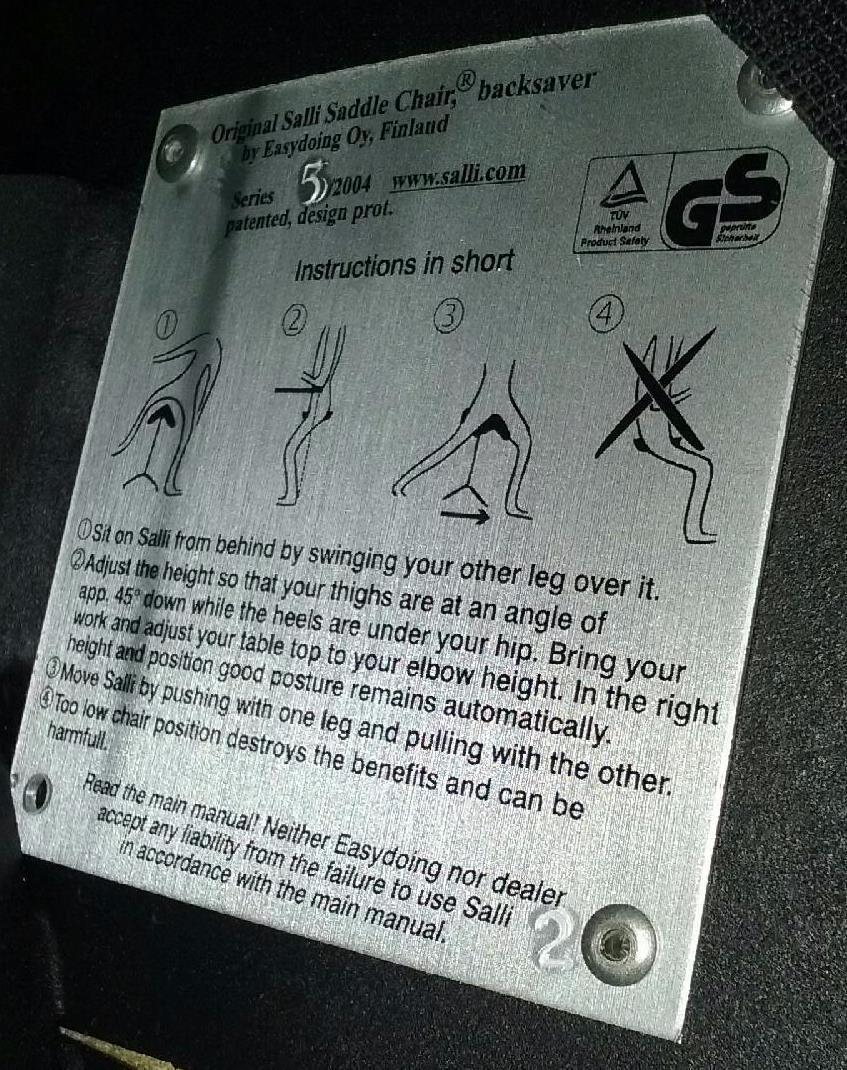 Original Salli Saddle Chair,® backsaver
by Easydoing Oy, Finland
Series 5/2004 www.salli.com
patented, design prot.
TÜV
Rheinland
Product Safety
GS
geprüfte
Sicherheit
Instructions in short
① ② ③ ④
①Sit on Salli from behind by swinging your other leg over it.
②Adjust the height so that your thighs are at an angle of
app. 45° down while the heels are under your hip. Bring your
work and adjust your table top to your elbow height. In the right
height and position good posture remains automatically.
③Move Salli by pushing with one leg and pulling with the other.
④Too low chair position destroys the benefits and can be
harmfull.
Read the main manual! Neither Easydoing nor dealer
accept any liability from the failure to use Salli
in accordance with the main manual.
2